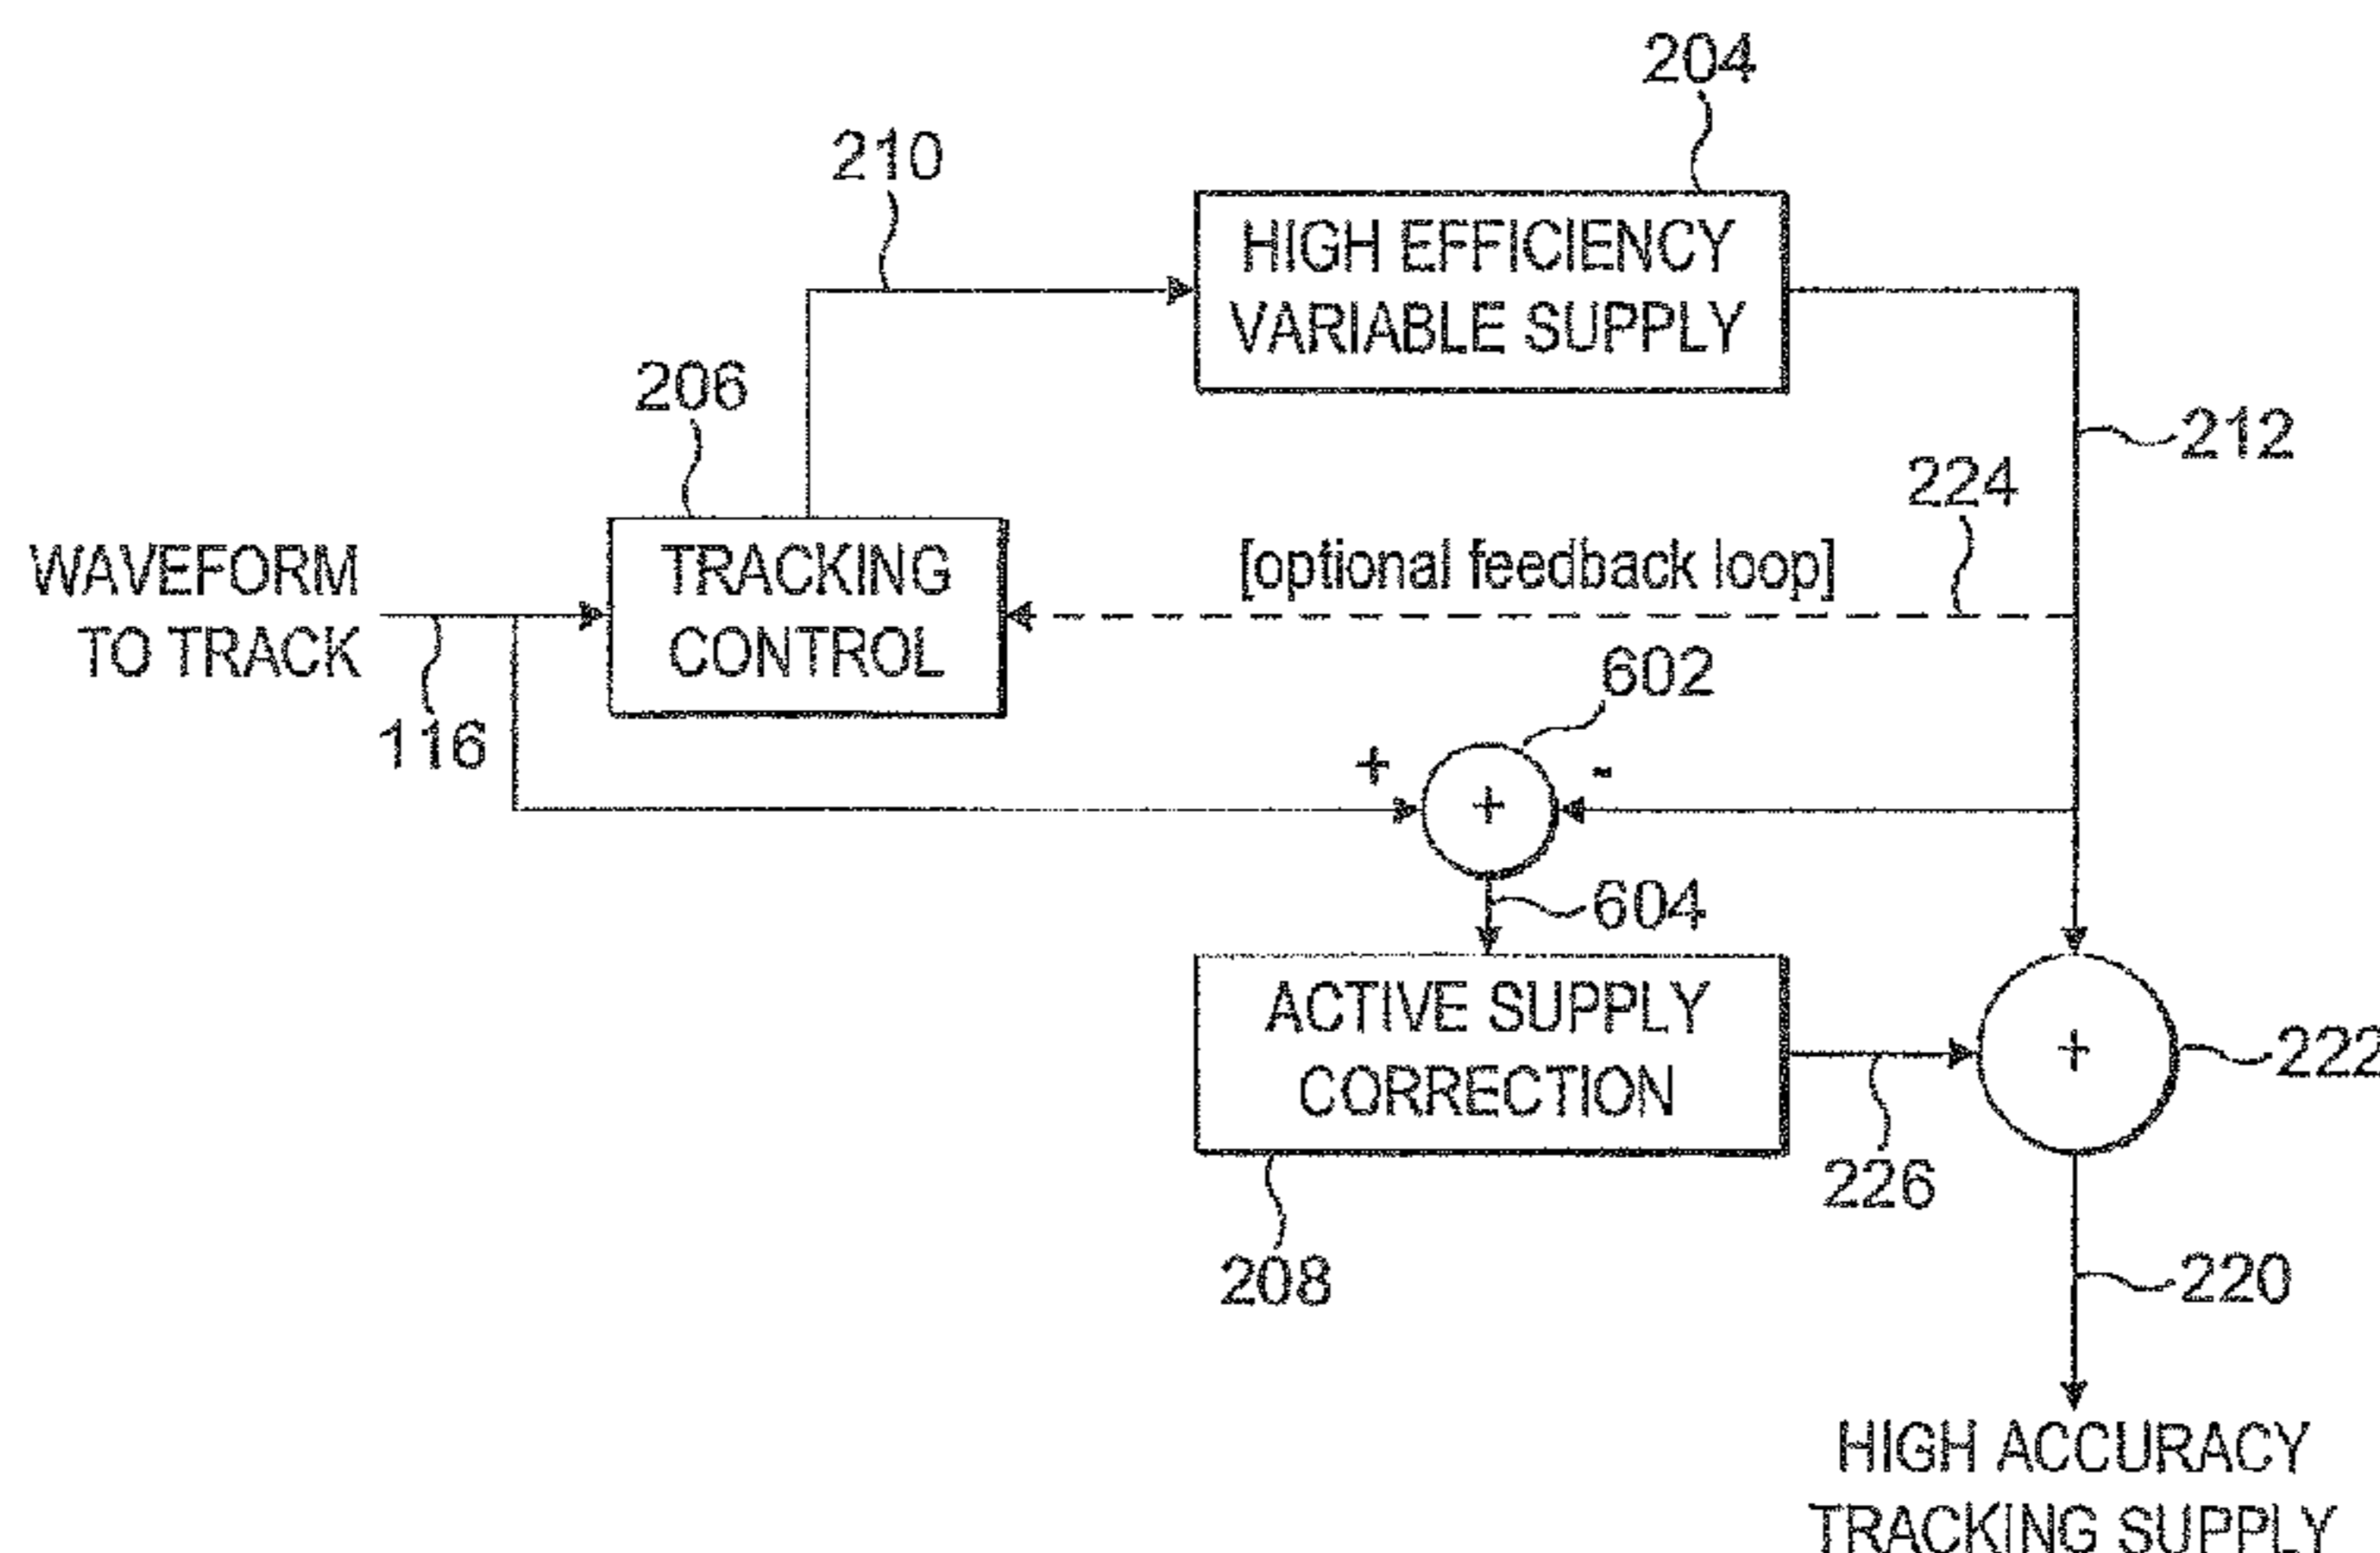 204
210
HIGH EFFICIENCY
VARIABLE SUPPLY
206
212
224
WAVEFORM
TO TRACK
TRACKING
CONTROL
[optional feedback loop]
116
602
+
-
+
604
ACTIVE SUPPLY
CORRECTION
+
222
226
208
220
HIGH ACCURACY
TRACKING SUPPLY